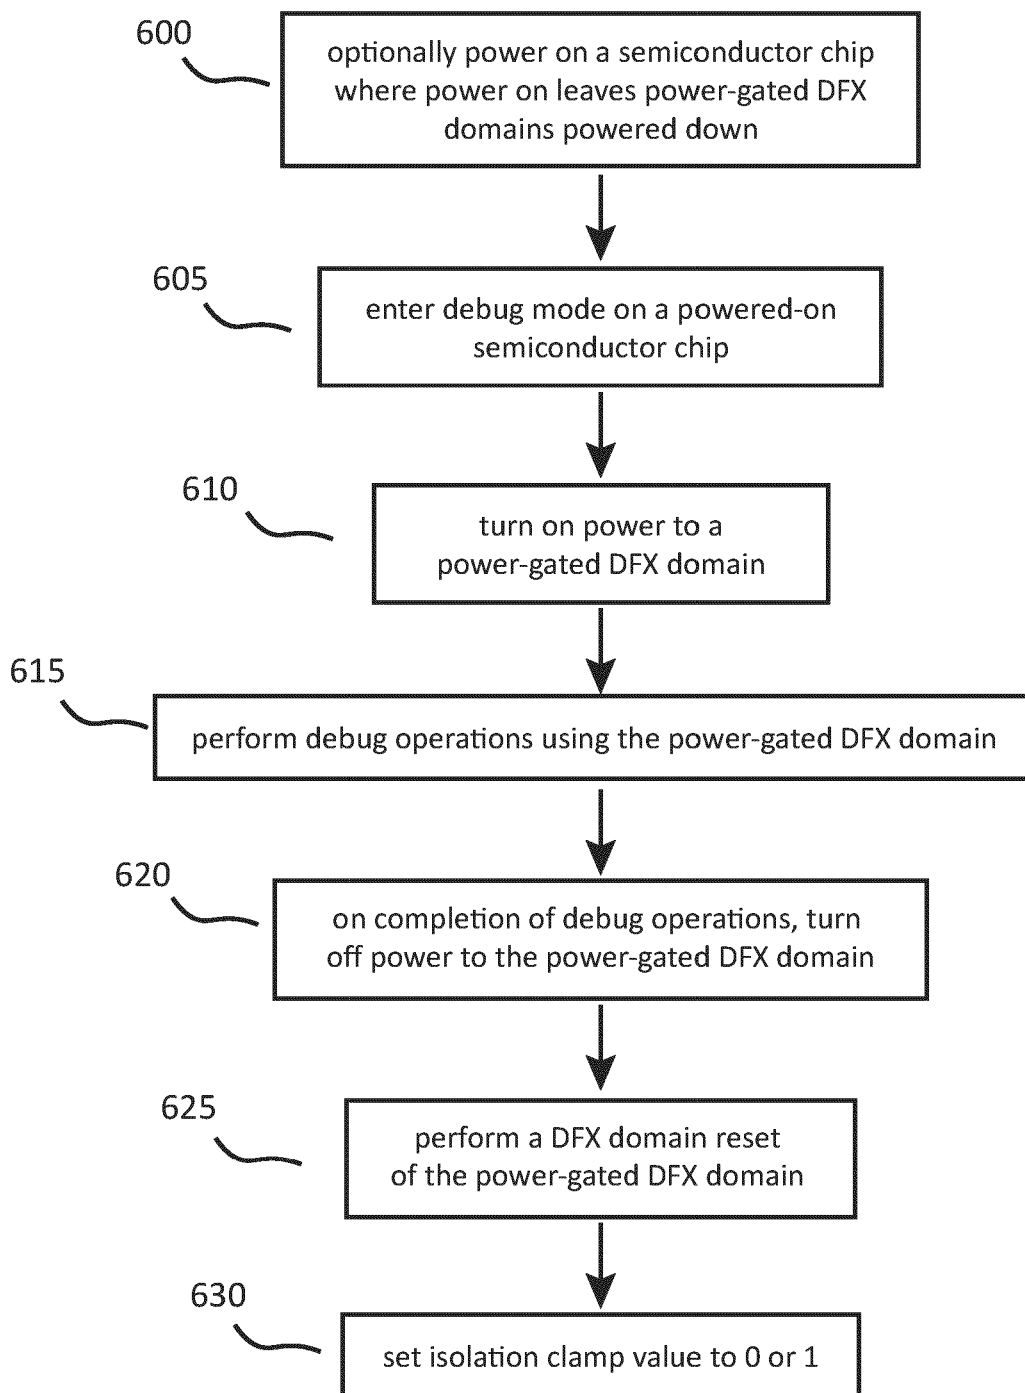 600
optionally power on a semiconductor chip
where power on leaves power-gated DFX
domains powered down
605
enter debug mode on a powered-on
semiconductor chip
610
turn on power to a
power-gated DFX domain
615
perform debug operations using the power-gated DFX domain
620
on completion of debug operations, turn
off power to the power-gated DFX domain
625
perform a DFX domain reset
of the power-gated DFX domain
630
set isolation clamp value to 0 or 1